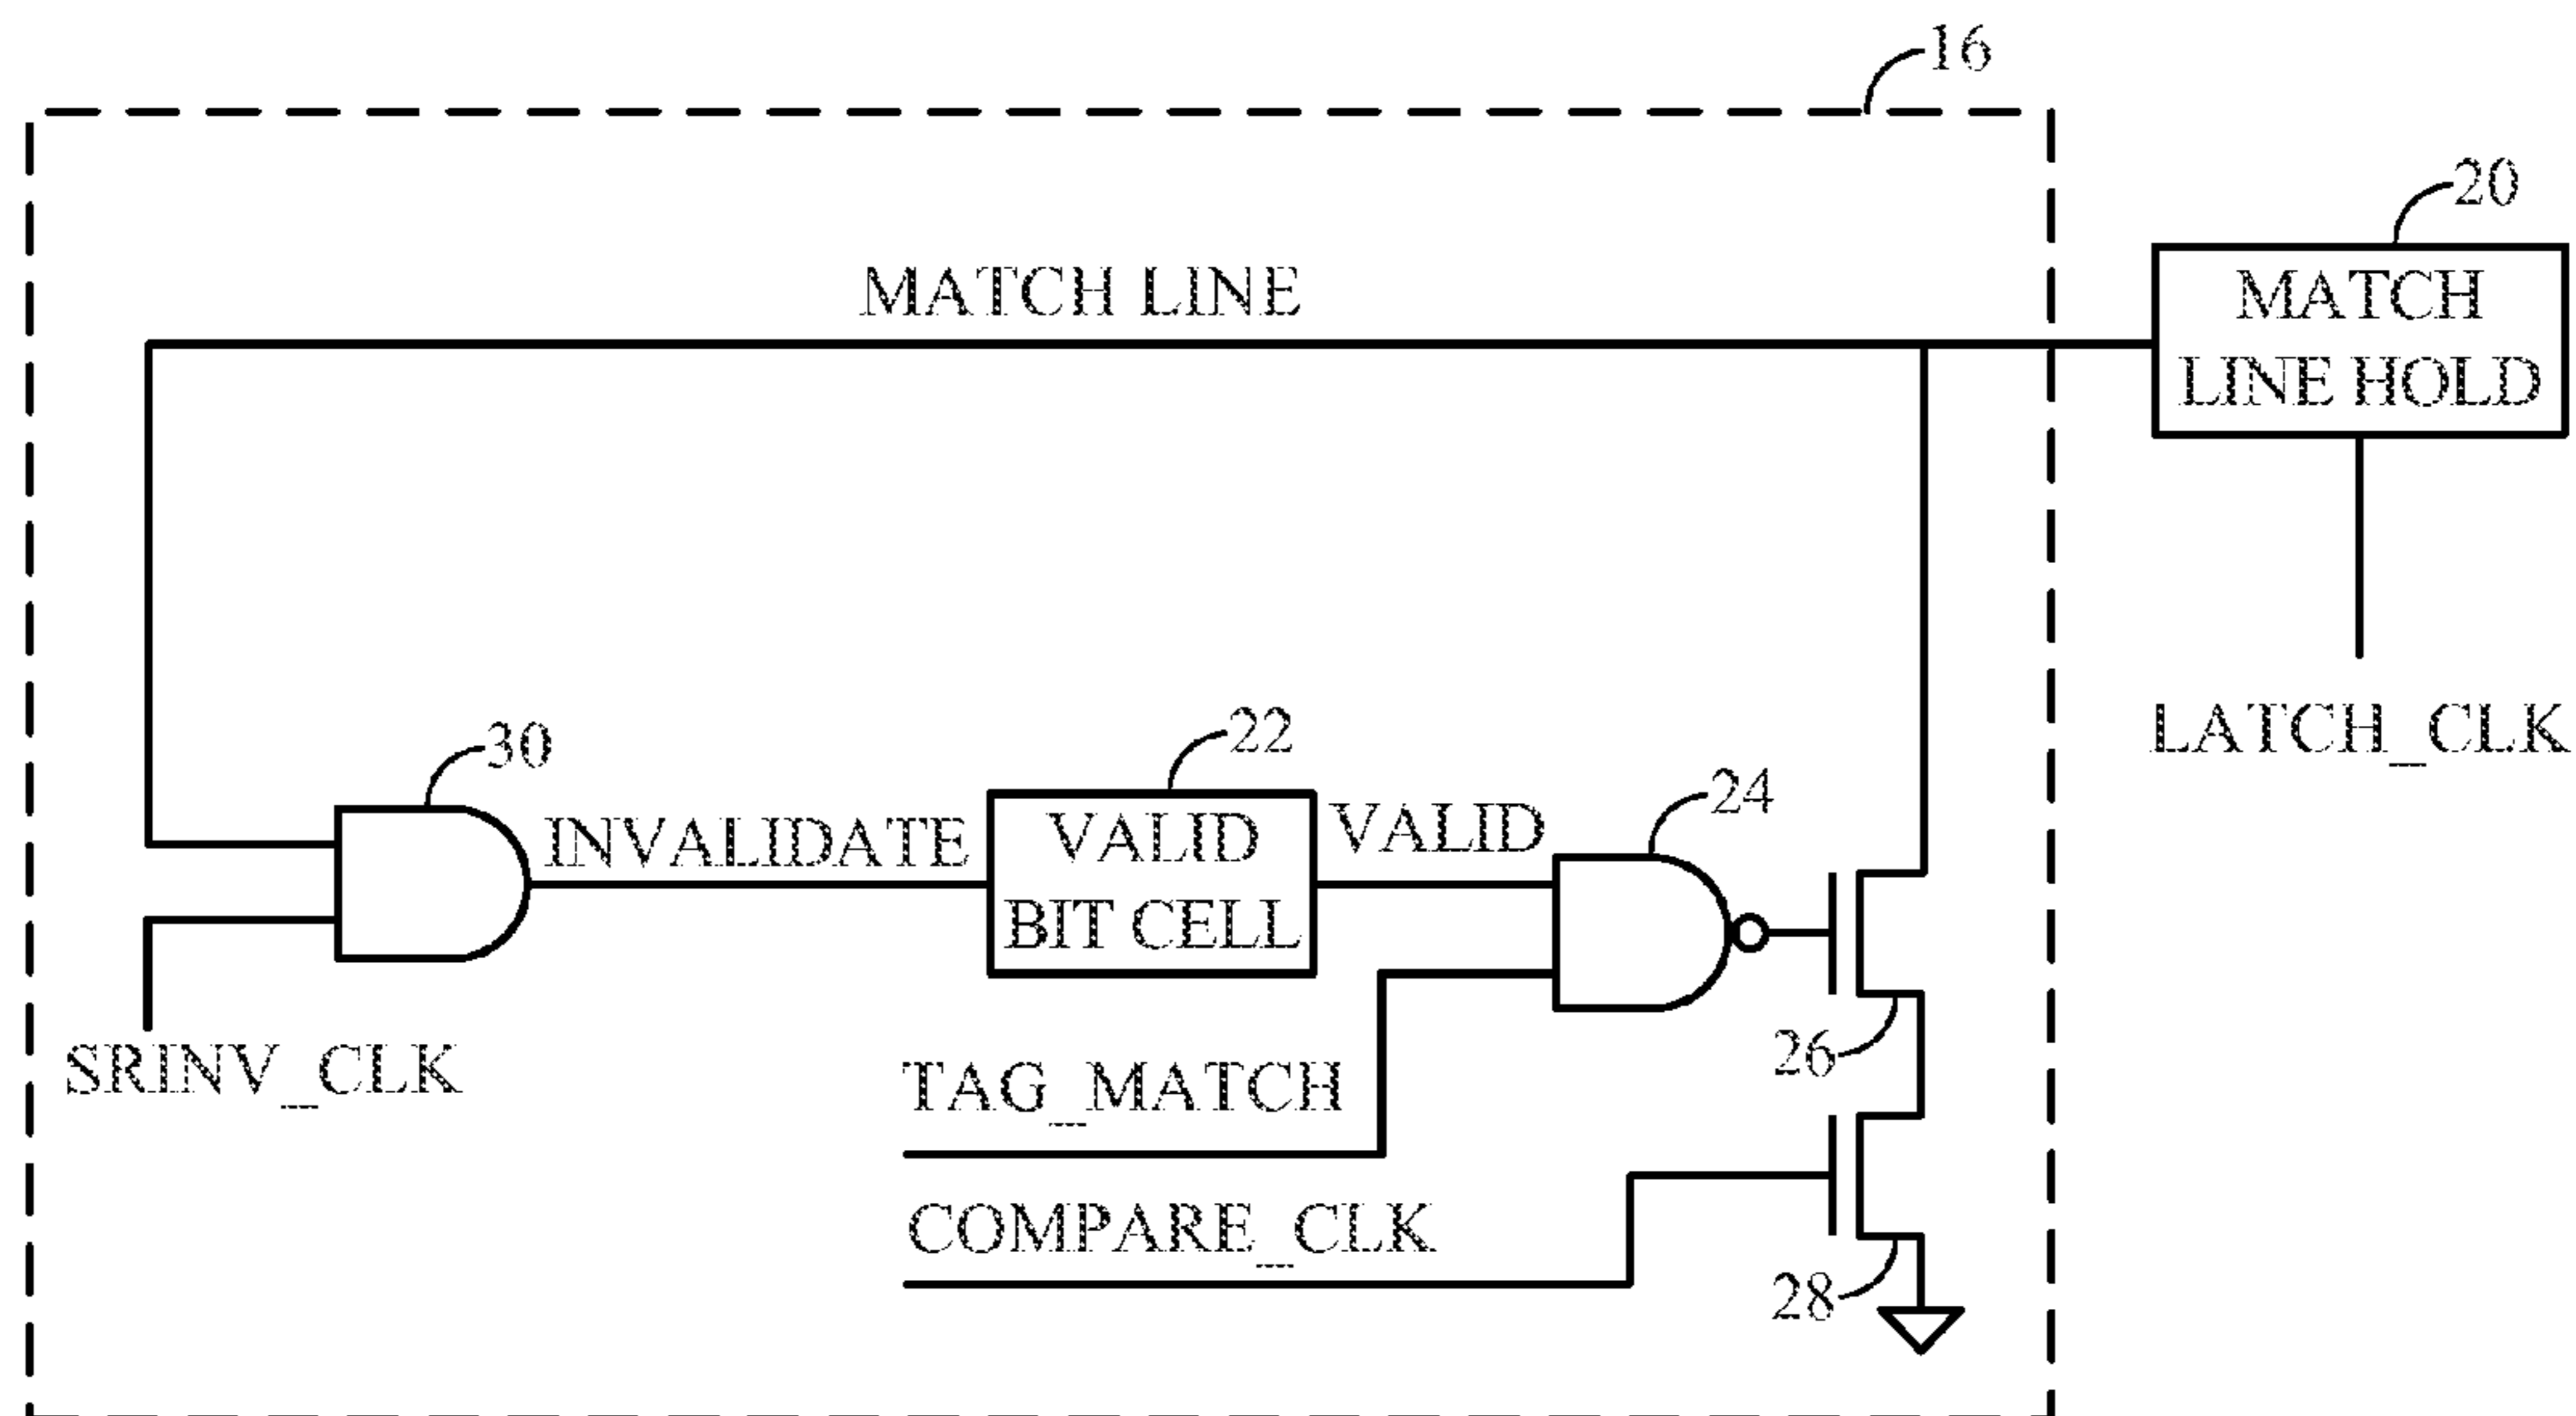 16
20
MATCH LINE
MATCH
LINE HOLD
LATCH_CLK
30
22
24
INVALIDATE
VALID
BIT CELL
VALID
SRINV_CLK
26
TAG_MATCH
COMPARE_CLK
28